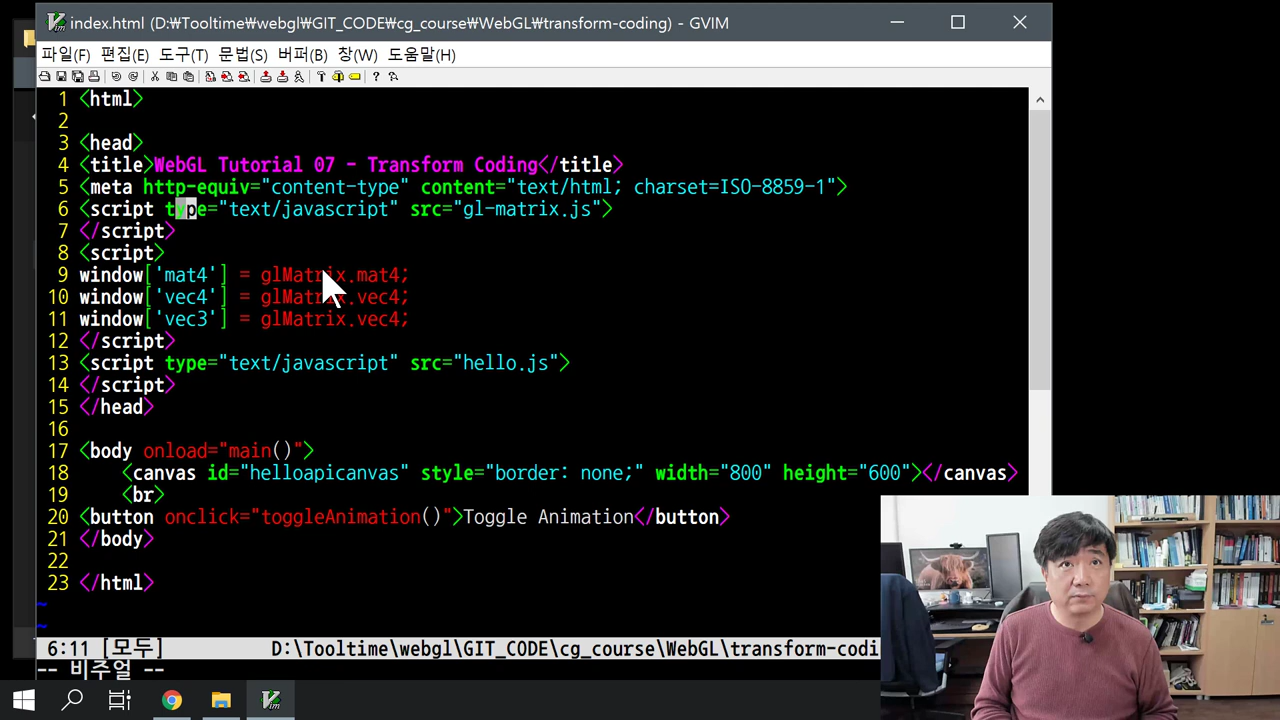 index.html (D:₩Tooltime₩webgl₩GIT_CODE₩cg_course₩WebGL₩transform-coding) - GVIM
파일(F) 편집(E) 도구(T) 문법(S) 버퍼(B) 창(W) 도움말(H)
1 <html>
2
3 <head>
4 <title>WebGL Tutorial 07 - Transform Coding</title>
5 <meta http-equiv="content-type" content="text/html; charset=ISO-8859-1">
6 <script type="text/javascript" src="gl-matrix.js">
7 </script>
8 <script>
9 window['mat4'] = glMatrix.mat4;
10 window['vec4'] = glMatrix.vec4;
11 window['vec3'] = glMatrix.vec4;
12 </script>
13 <script type="text/javascript" src="hello.js">
14 </script>
15 </head>
16
17 <body onload="main()">
18 <canvas id="helloapicanvas" style="border: none;" width="800" height="600"></canvas>
19 <br>
20 <button onclick="toggleAnimation()">Toggle Animation</button>
21 </body>
22
23 </html>
~
~
6:11 [모두] D:\Tooltime\webgl\GIT_CODE\cg_course\WebGL\transform-codi
-- 비주얼 --